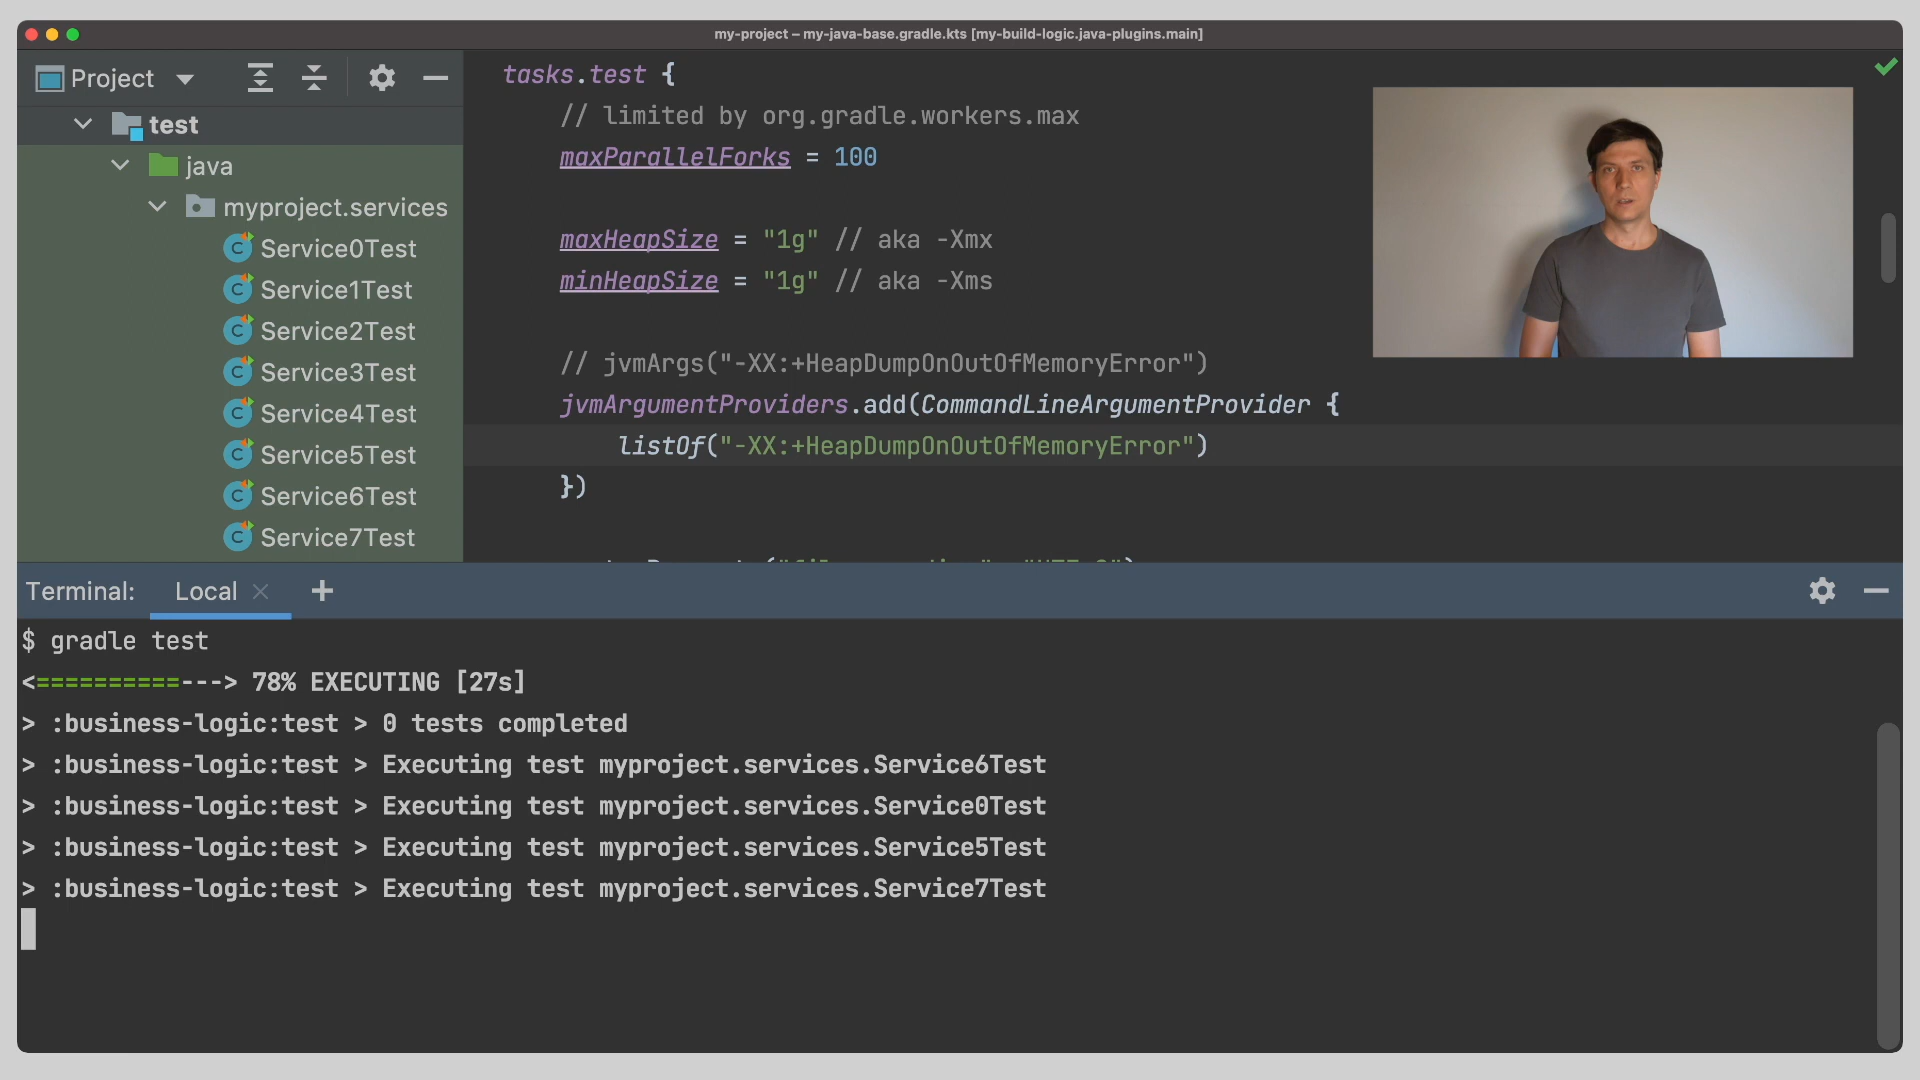 my-project – my-java-base.gradle.kts [my-build-logic.java-plugins.main]
Project
test
java
myproject.services
Service0Test
Service1Test
Service2Test
Service3Test
Service4Test
Service5Test
Service6Test
Service7Test
tasks.test {
// limited by org.gradle.workers.max
maxParallelForks = 100
maxHeapSize = "1g" // aka -Xmx
minHeapSize = "1g" // aka -Xms
// jvmArgs("-XX:+HeapDumpOnOutOfMemoryError")
jvmArgumentProviders.add(CommandLineArgumentProvider {
listOf("-XX:+HeapDumpOnOutOfMemoryError")
})
Terminal:
Local
$ gradle test
<==========---> 78% EXECUTING [27s]
> :business-logic:test > 0 tests completed
> :business-logic:test > Executing test myproject.services.Service6Test
> :business-logic:test > Executing test myproject.services.Service0Test
> :business-logic:test > Executing test myproject.services.Service5Test
> :business-logic:test > Executing test myproject.services.Service7Test